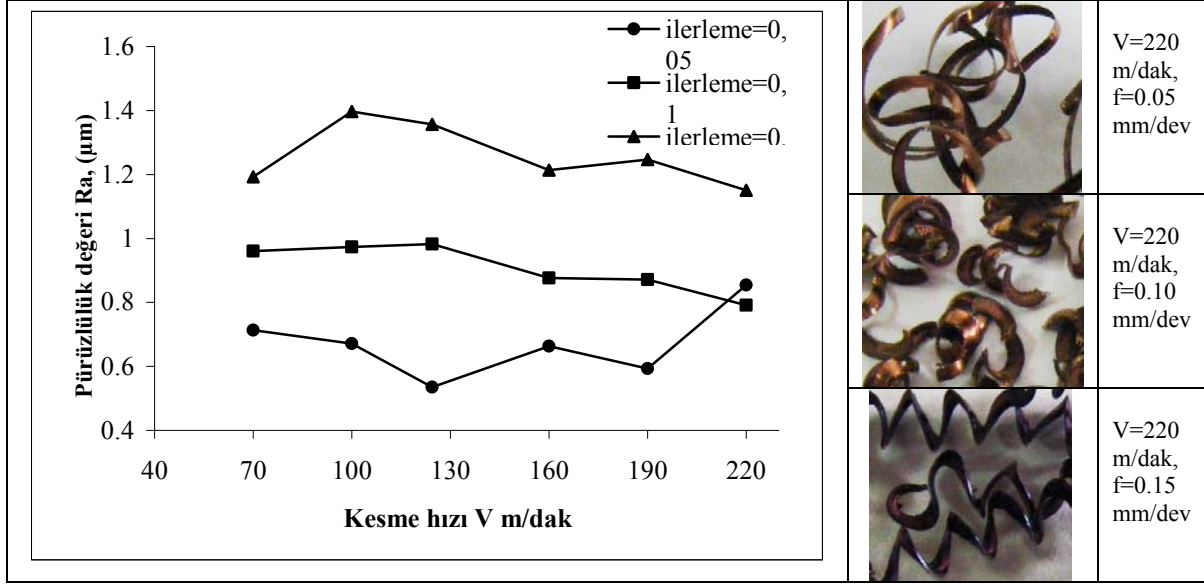 1.6
1.4
1.2
1
0.8
0.6
0.4
40
70
100
130
160
190
220
Pürüzlülük değeri Ra, (µm)
Kesme hızı V m/dak
ilerleme=0,
05
ilerleme=0,
1
ilerleme=0.
V=220
m/dak,
f=0.05
mm/dev
V=220
m/dak,
f=0.10
mm/dev
V=220
m/dak,
f=0.15
mm/dev